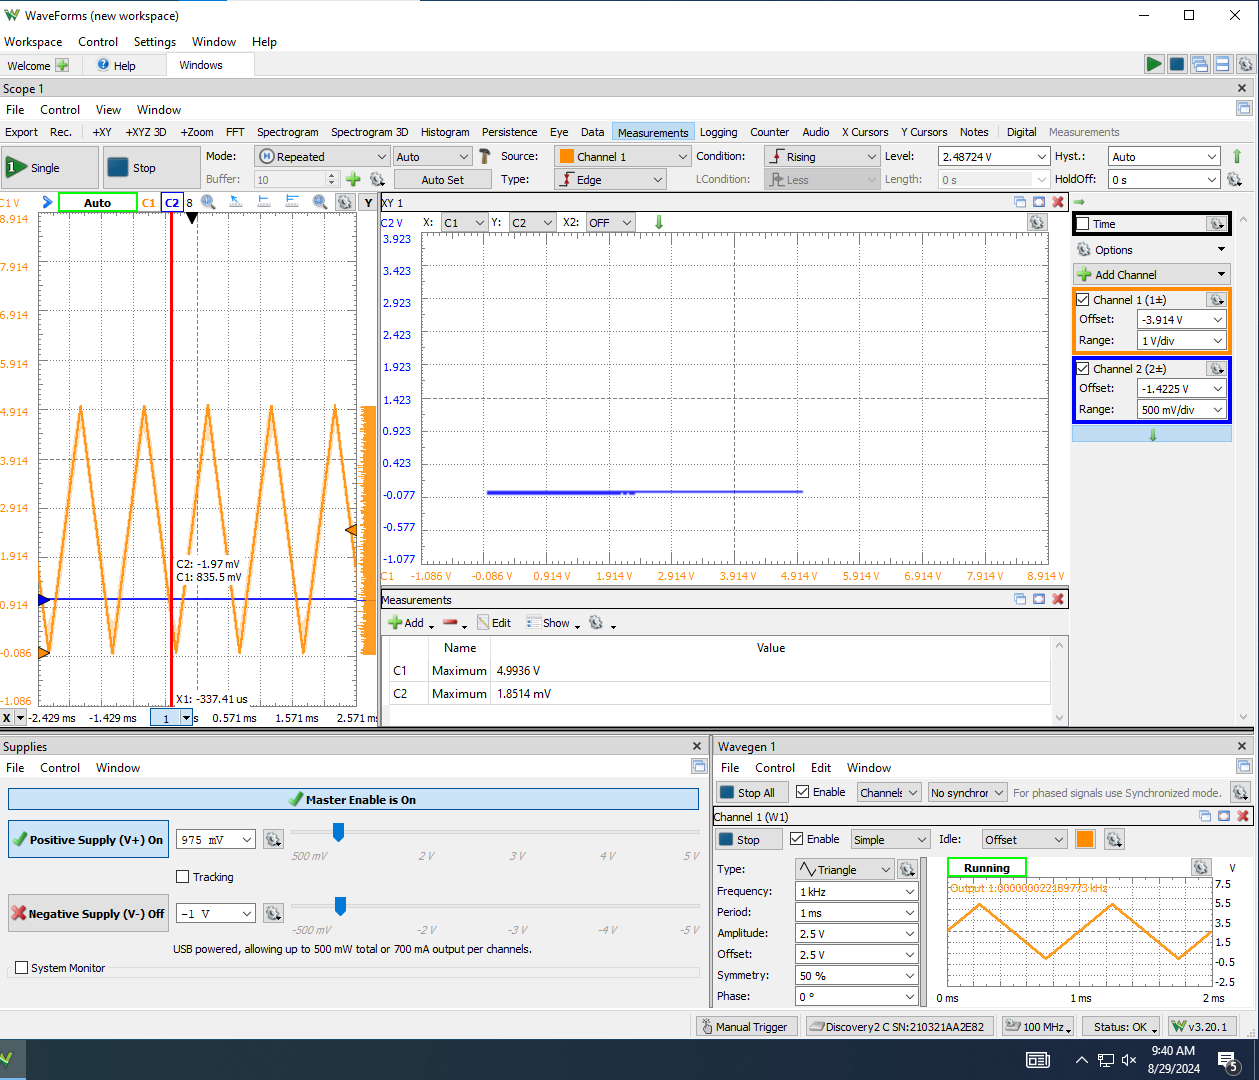 WaveForms (new workspace)
Workspace Control Settings Window Help
Welcome Help Windows
Scope 1
File Control View Window
Export Rec. +XY +XYZ 3D +Zoom FFT Spectrogram Spectrogram 3D Histogram Persistence Eye Data Measurements Logging Counter Audio X Cursors Y Cursors Notes Digital Measurements
1 Single Stop Mode: Repeated Auto Source: Channel 1 Condition: Rising Level: 2.48724 V Hyst.: Auto
Buffer: 10 Auto Set Type: Edge LCondition: Less Length: 0 s HoldOff: 0 s
C1 V Auto C1 C2 8 Y
8.914
7.914
6.914
5.914
4.914
3.914
2.914
1.914
0.914
-0.086
-1.086
C2: -1.97 mV
C1: 835.5 mV
X1: -337.41 us
X -2.429 ms -1.429 ms 1 s 0.571 ms 1.571 ms 2.571 ms
XY 1
C2 V X: C1 Y: C2 X2: OFF
3.923
3.423
2.923
2.423
1.923
1.423
0.923
0.423
-0.077
-0.577
-1.077
C1 -1.086 V -0.086 V 0.914 V 1.914 V 2.914 V 3.914 V 4.914 V 5.914 V 6.914 V 7.914 V 8.914 V
Measurements
Add Edit Show
Name Value
C1 Maximum 4.9936 V
C2 Maximum 1.8514 mV
Time
Options
Add Channel
Channel 1 (1±)
Offset: -3.914 V
Range: 1 V/div
Channel 2 (2±)
Offset: -1.4225 V
Range: 500 mV/div
Supplies
File Control Window
Master Enable is On
Positive Supply (V+) On 975 mV
500 mV 2 V 3 V 4 V 5 V
Tracking
Negative Supply (V-) Off -1 V
-500 mV -2 V -3 V -4 V -5 V
USB powered, allowing up to 500 mW total or 700 mA output per channels.
System Monitor
Wavegen 1
File Control Edit Window
Stop All Enable Channels No synchror For phased signals use Synchronized mode.
Channel 1 (W1)
Stop Enable Simple Idle: Offset
Type: Triangle
Frequency: 1 kHz
Period: 1 ms
Amplitude: 2.5 V
Offset: 2.5 V
Symmetry: 50 %
Phase: 0 °
Running V
Output 1.000000022189773 kHz
7.5
5.5
3.5
1.5
-0.5
-2.5
0 ms 1 ms 2 ms
Manual Trigger Discovery2 C SN:210321AA2E82 100 MHz Status: OK v3.20.1
9:40 AM
8/29/2024
5